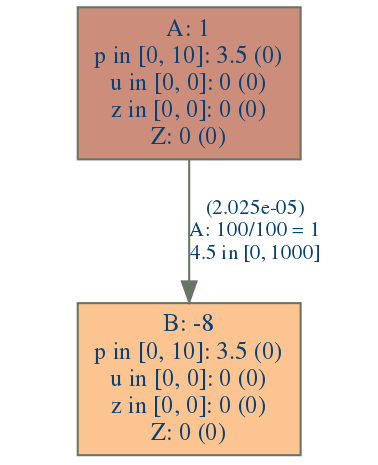 A: 1
p in [0, 10]: 3.5 (0)
u in [0, 0]: 0 (0)
z in [0, 0]: 0 (0)
Z: 0 (0)
(2.025e-05)
A: 100/100 = 1
4.5 in [0, 1000]
B: -8
p in [0, 10]: 3.5 (0)
u in [0, 0]: 0 (0)
z in [0, 0]: 0 (0)
Z: 0 (0)